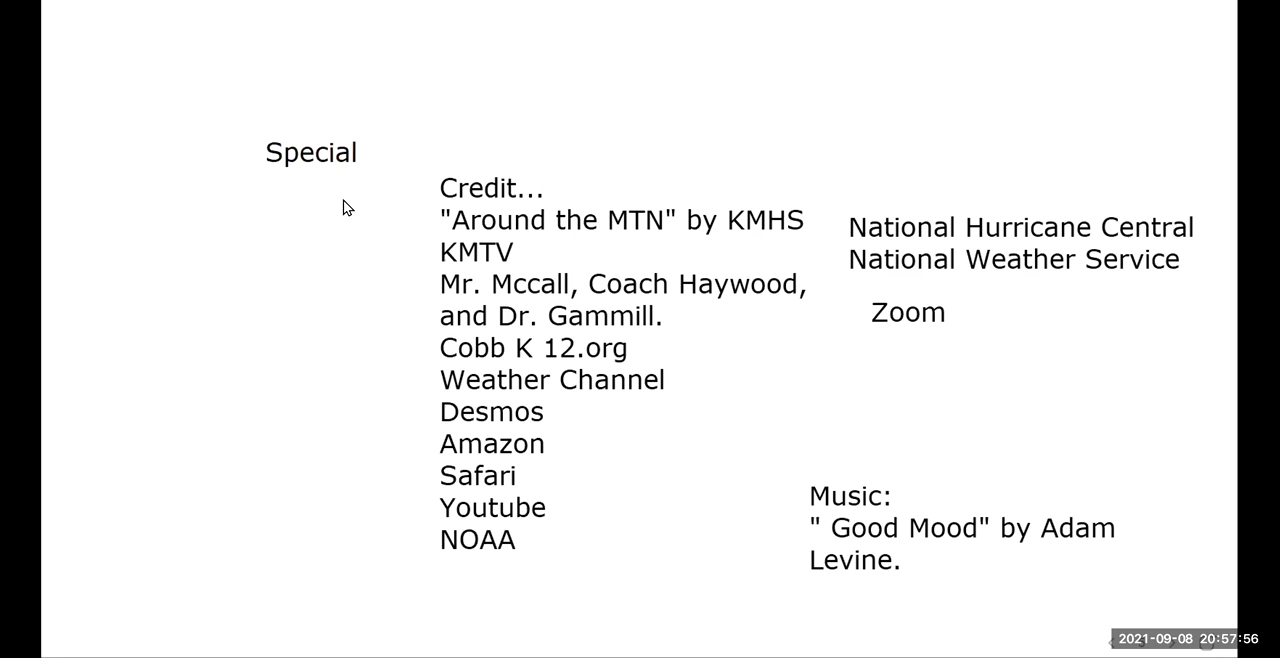 Special
Credit...
"Around the MTN" by KMHS
KMTV
Mr. Mccall, Coach Haywood,
and Dr. Gammill.
Cobb K 12.org
Weather Channel
Desmos
Amazon
Safari
Youtube
NOAA
National Hurricane Central
National Weather Service
Zoom
Music:
" Good Mood" by Adam
Levine.
2021-09-08 20:57:56